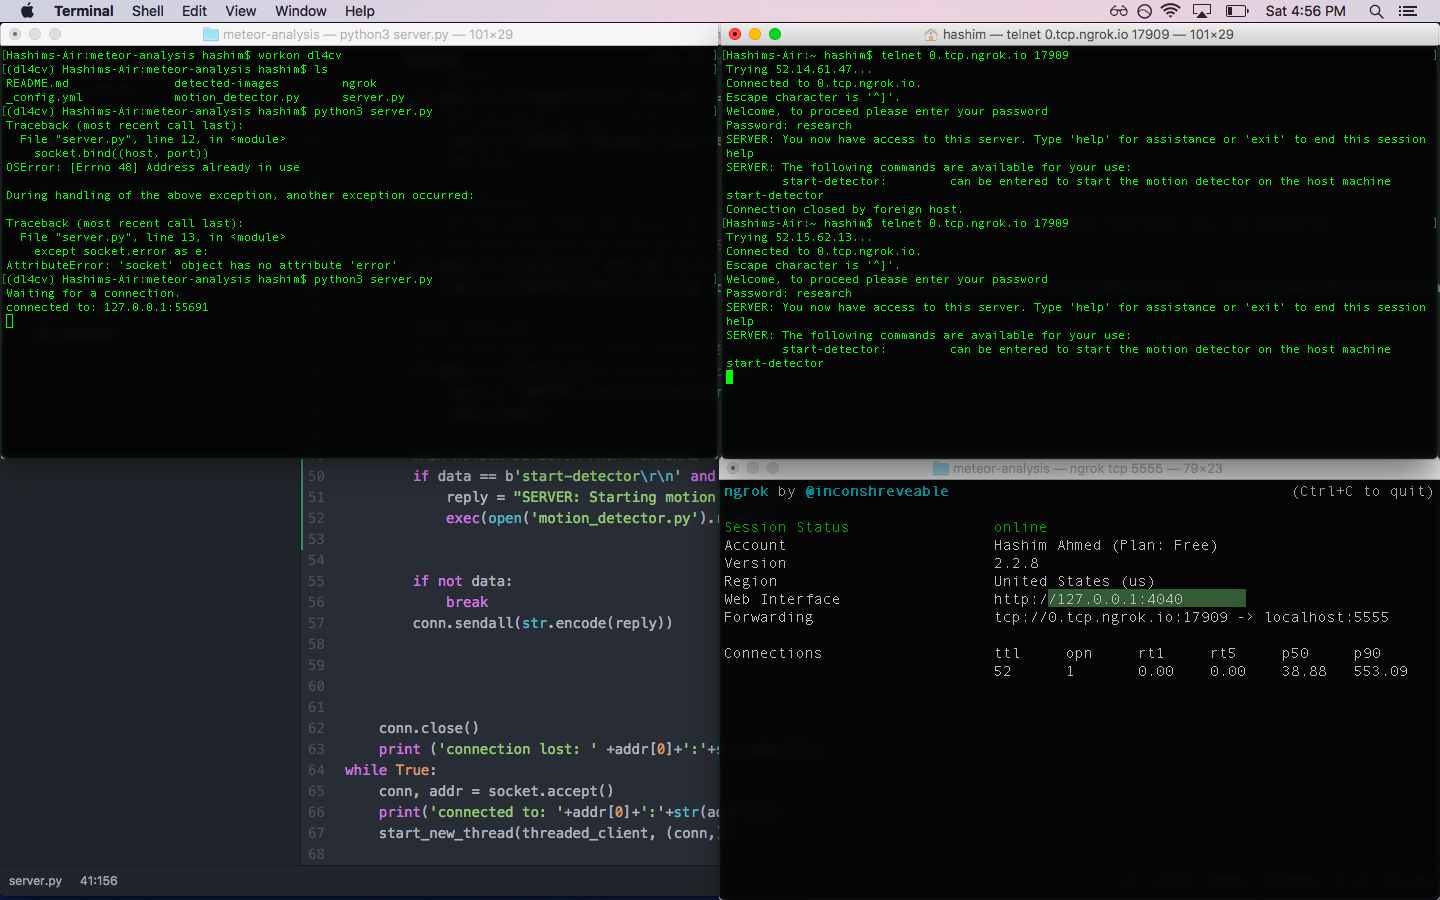 Terminal Shell Edit View Window Help Sat 4:56 PM
meteor-analysis — python3 server.py — 101×29
[Hashims-Air:meteor-analysis hashim$ workon dl4cv
[(dl4cv) Hashims-Air:meteor-analysis hashim$ ls
README.md detected-images ngrok
_config.yml motion_detector.py server.py
[(dl4cv) Hashims-Air:meteor-analysis hashim$ python3 server.py
Traceback (most recent call last):
File "server.py", line 12, in <module>
socket.bind((host, port))
OSError: [Errno 48] Address already in use
During handling of the above exception, another exception occurred:
Traceback (most recent call last):
File "server.py", line 13, in <module>
except socket.error as e:
AttributeError: 'socket' object has no attribute 'error'
[(dl4cv) Hashims-Air:meteor-analysis hashim$ python3 server.py
Waiting for a connection.
connected to: 127.0.0.1:55691
hashim — telnet 0.tcp.ngrok.io 17909 — 101×29
[Hashims-Air:~ hashim$ telnet 0.tcp.ngrok.io 17909
Trying 52.14.61.47...
Connected to 0.tcp.ngrok.io.
Escape character is '^]'.
Welcome, to proceed please enter your password
Password: research
SERVER: You now have access to this server. Type 'help' for assistance or 'exit' to end this session
help
SERVER: The following commands are available for your use:
start-detector: can be entered to start the motion detector on the host machine
start-detector
Connection closed by foreign host.
[Hashims-Air:~ hashim$ telnet 0.tcp.ngrok.io 17909
Trying 52.15.62.13...
Connected to 0.tcp.ngrok.io.
Escape character is '^]'.
Welcome, to proceed please enter your password
Password: research
SERVER: You now have access to this server. Type 'help' for assistance or 'exit' to end this session
help
SERVER: The following commands are available for your use:
start-detector: can be entered to start the motion detector on the host machine
start-detector
50 if data == b'start-detector\r\n' and
51 reply = "SERVER: Starting motion
52 exec(open('motion_detector.py').
53
54
55 if not data:
56 break
57 conn.sendall(str.encode(reply))
58
59
60
61
62 conn.close()
63 print ('connection lost: ' +addr[0]+':'+
64 while True:
65 conn, addr = socket.accept()
66 print('connected to: '+addr[0]+':'+str(a
67 start_new_thread(threaded_client, (conn,
68
server.py 41:156
meteor-analysis — ngrok tcp 5555 — 79×23
ngrok by @inconshreveable (Ctrl+C to quit)
Session Status online
Account Hashim Ahmed (Plan: Free)
Version 2.2.8
Region United States (us)
Web Interface http://127.0.0.1:4040
Forwarding tcp://0.tcp.ngrok.io:17909 -> localhost:5555
Connections ttl opn rt1 rt5 p50 p90
52 1 0.00 0.00 38.88 553.09